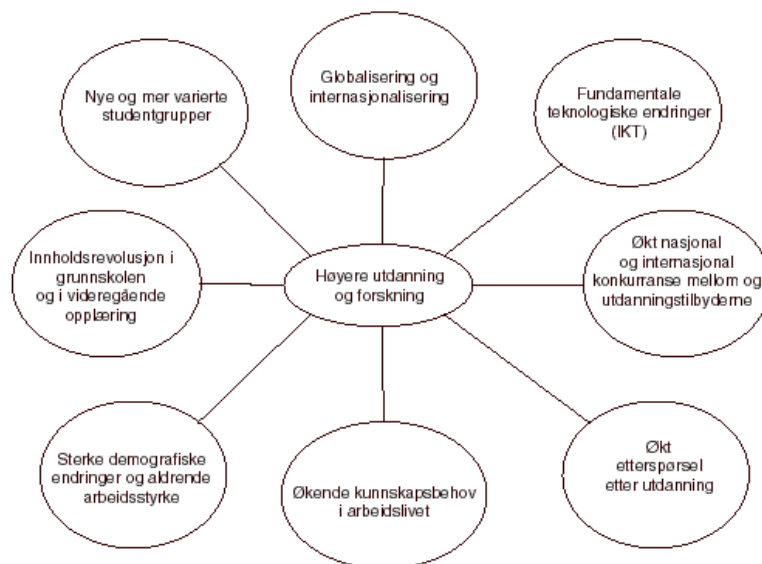 Nye og mer varierte
studentgrupper
Globalisering og
internasjonalisering
Fundamentale
teknologiske endringer
(IKT)
Innholdsrevolusjon i
grunnskolen
og i videregående
opplæring
Høyere utdanning
og forskning
Økt nasjonal
og internasjonal
konkurranse mellom og
utdanningstilbyderne
Sterke demografiske
endringer og aldrende
arbeidsstyrke
Økende kunnskapsbehov
i arbeidslivet
Økt
etterspørsel
etter utdanning